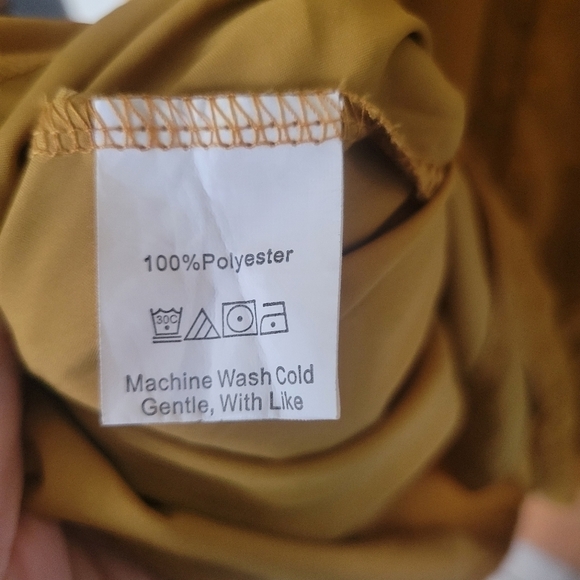 100%Polyester
30C
Machine Wash Cold
Gentle, With Like